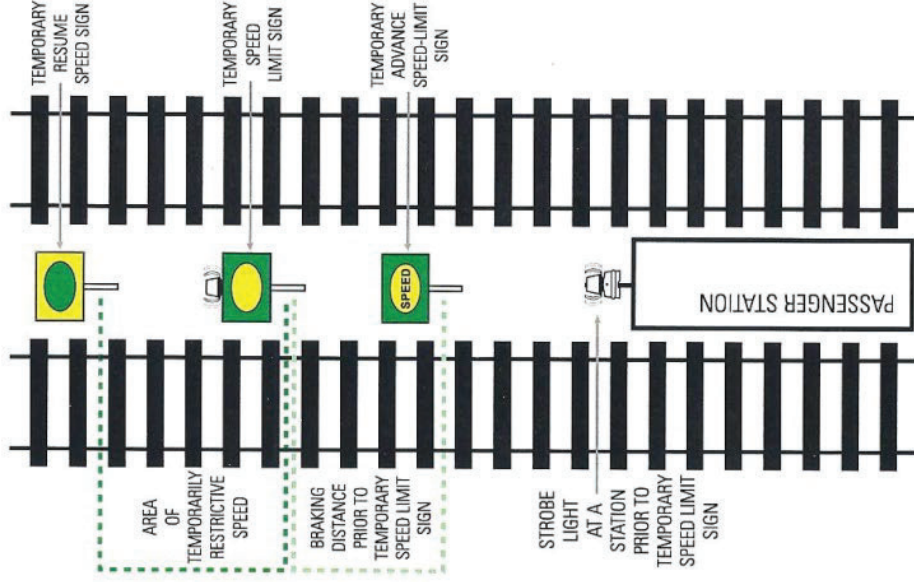 TEMPORARY
RESUME
SPEED SIGN
TEMPORARY
SPEED
LIMIT SIGN
TEMPORARY
ADVANCE
SPEED-LIMIT
SIGN
SPEED
AREA
OF
TEMPORARILY
RESTRICTIVE
SPEED
BRAKING
DISTANCE
PRIOR TO
TEMPORARY
SPEED LIMIT
SIGN
STROBE
LIGHT
AT A
STATION
PRIOR TO
TEMPORARY
SPEED LIMIT
SIGN
PASSENGER STATION